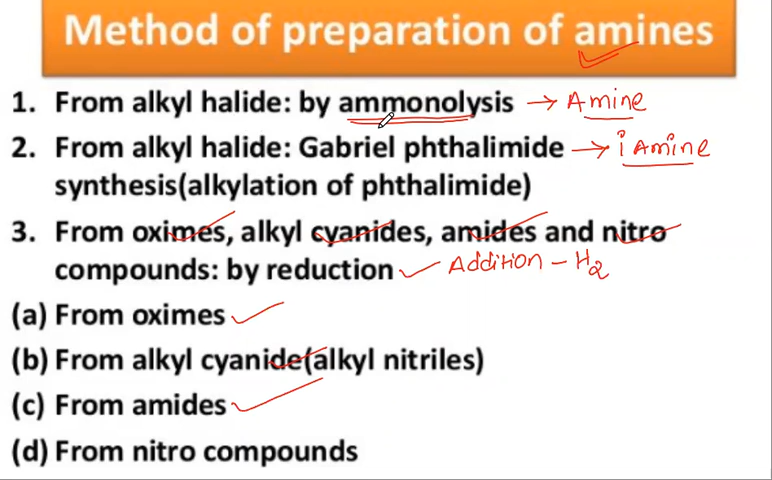 Method of preparation of amines
1. From alkyl halide: by ammonolysis → Amine
2. From alkyl halide: Gabriel phthalimide → i Amine
synthesis(alkylation of phthalimide)
3. From oximes, alkyl cyanides, amides and nitro
compounds: by reduction Addition - H2
(a) From oximes
(b) From alkyl cyanide(alkyl nitriles)
(c) From amides
(d) From nitro compounds